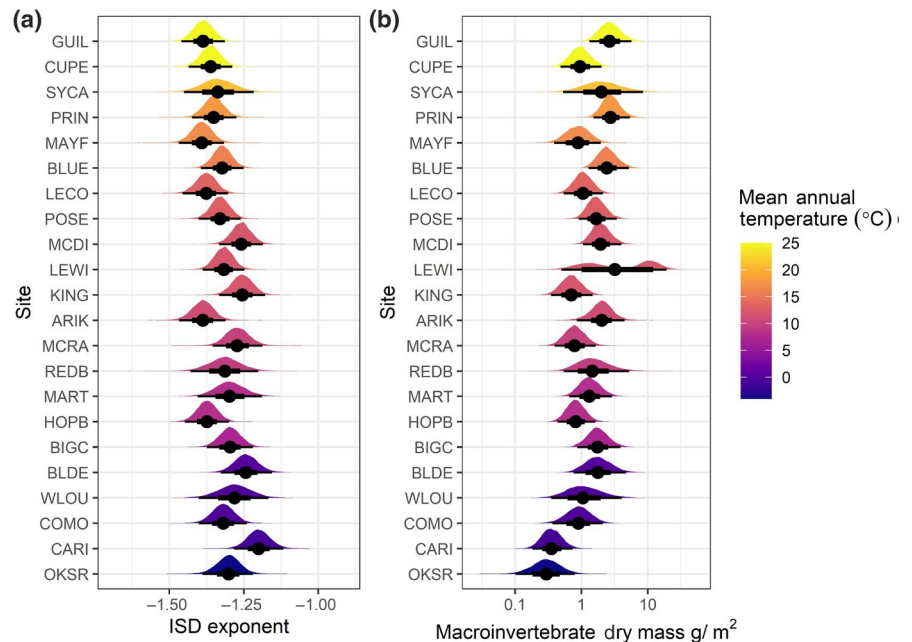 (a)
GUIL
CUPE
SYCA
PRIN
MAYF
BLUE
LECO
POSE
MCDI
LEWI
KING
ARIK
MCRA
REDB
MART
HOPB
BIGC
BLDE
WLOU
COMO
CARI
OKSR
Site
−1.50 −1.25 −1.00
ISD exponent
(b)
GUIL
CUPE
SYCA
PRIN
MAYF
BLUE
LECO
POSE
MCDI
LEWI
KING
ARIK
MCRA
REDB
MART
HOPB
BIGC
BLDE
WLOU
COMO
CARI
OKSR
Site
0.1 1 10
Macroinvertebrate dry mass g/ m²
Mean annual
temperature (°C)
25
20
15
10
5
0